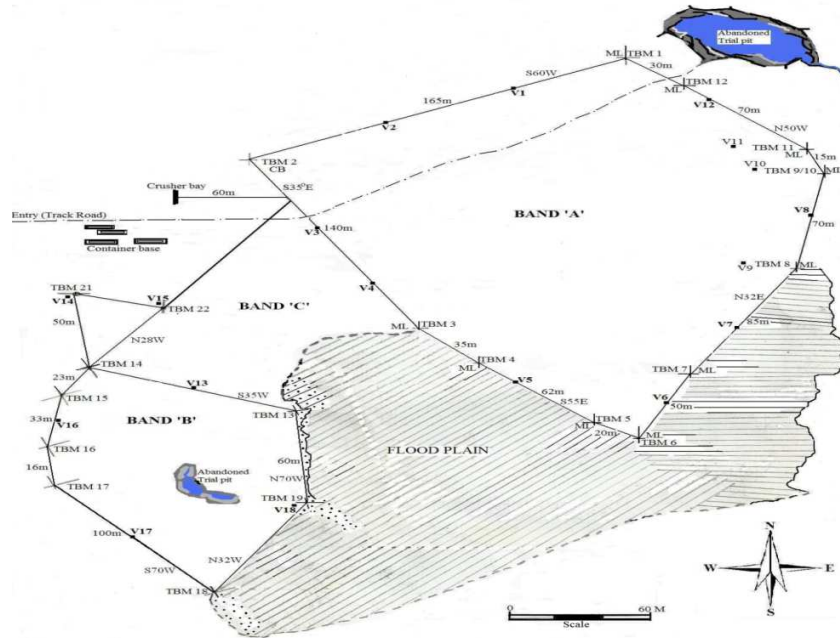 Abandoned
Trial pit
ML TBM 1
30m
S60W
TBM 12
ML
V12
V1
165m
70m
V2
N50W
V11
TBM 11
ML
15m
V10
TBM 9/10
ML
TBM 2
CB
S35°E
Crusher bay
60m
V8
BAND 'A'
Entry (Track Road)
V3
140m
70m
Container base
V9
TBM 8
ML
V4
BAND 'C'
N32E
TBM 21
V14
V15
TBM 22
50m
N28W
ML
TBM 3
V7
85m
35m
TBM 4
ML
TBM 14
TBM 7
ML
V5
23m
V13
62m
V6
50m
TBM 15
S35W
S55E
TBM 13
33m
V16
BAND 'B'
TBM 5
ML
20m
ML
TBM 6
TBM 16
FLOOD PLAIN
16m
60m
Abandoned
Trial pit
N70W
TBM 17
TBM 19
V18
100m
V17
N32W
S70W
TBM 18
N
W
E
S
0
60 M
Scale